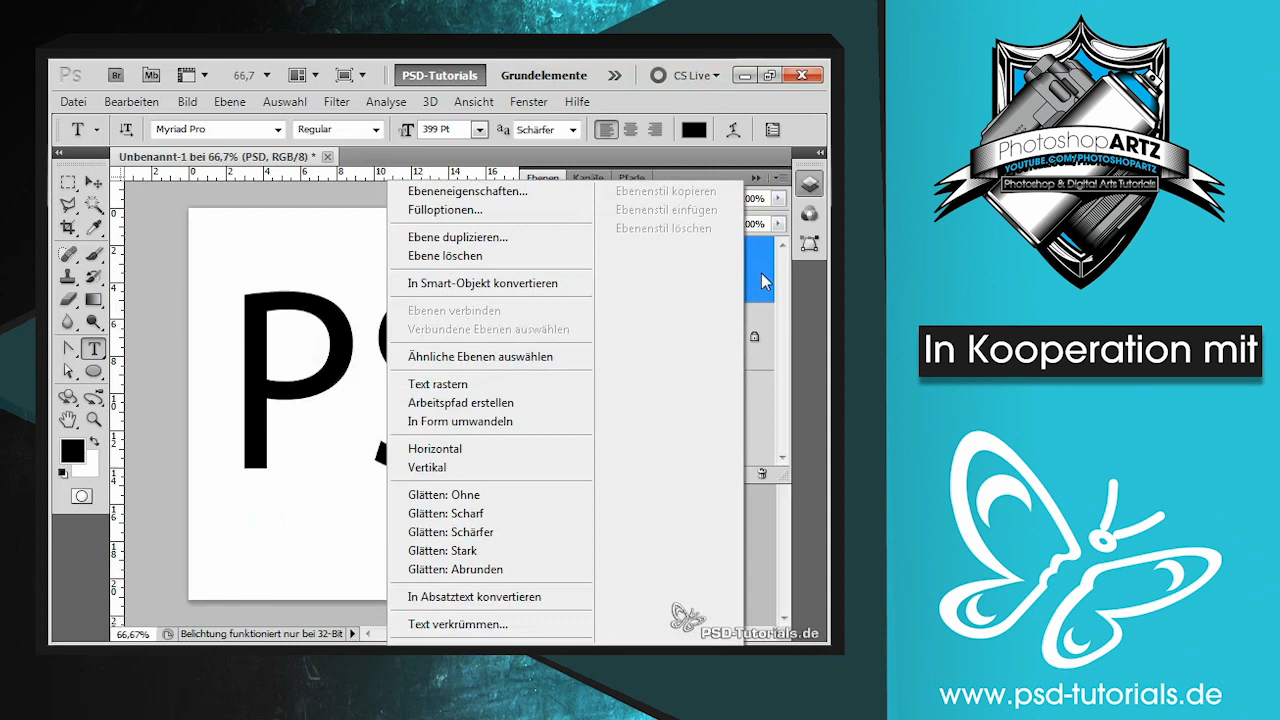 Ps
Br
Mb
66,7
PSD-Tutorials
Grundelemente
CS Live
Datei
Bearbeiten
Bild
Ebene
Auswahl
Filter
Analyse
3D
Ansicht
Fenster
Hilfe
T
Myriad Pro
Regular
399 Pt
Schärfer
Unbenannt-1 bei 66,7% (PSD, RGB/8) *
Ebenen
Kanäle
Pfade
Ebeneneigenschaften...
Fülloptionen...
Ebene duplizieren...
Ebene löschen
In Smart-Objekt konvertieren
Ebenen verbinden
Verbundene Ebenen auswählen
Ähnliche Ebenen auswählen
Text rastern
Arbeitspfad erstellen
In Form umwandeln
Horizontal
Vertikal
Glätten: Ohne
Glätten: Scharf
Glätten: Schärfer
Glätten: Stark
Glätten: Abrunden
In Absatztext konvertieren
Text verkrümmen...
Ebenenstil kopieren
Ebenenstil einfügen
Ebenenstil löschen
PS
66,67%
Belichtung funktioniert nur bei 32-Bit
PSD-Tutorials.de
PhotoshopARTZ
YOUTUBE.COM/PHOTOSHOPARTZ
Photoshop & Digital Arts Tutorials
In Kooperation mit
www.psd-tutorials.de